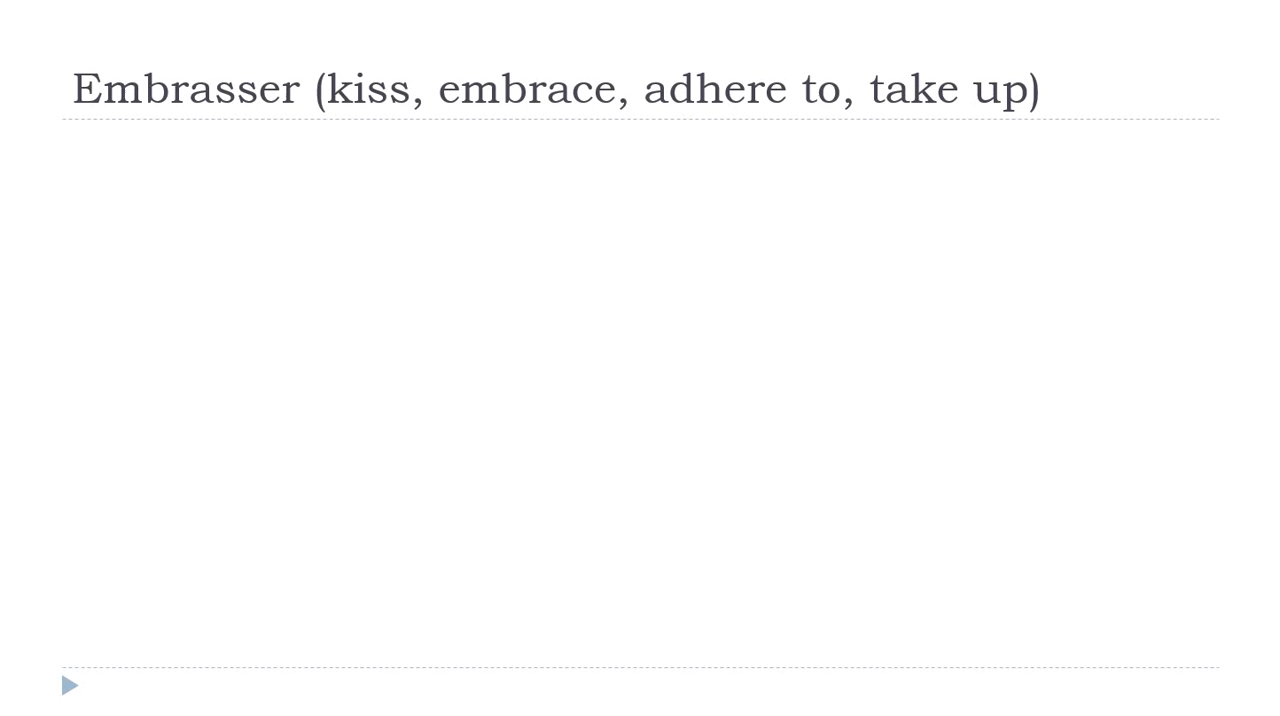 Embrasser (kiss, embrace, adhere to, take up)